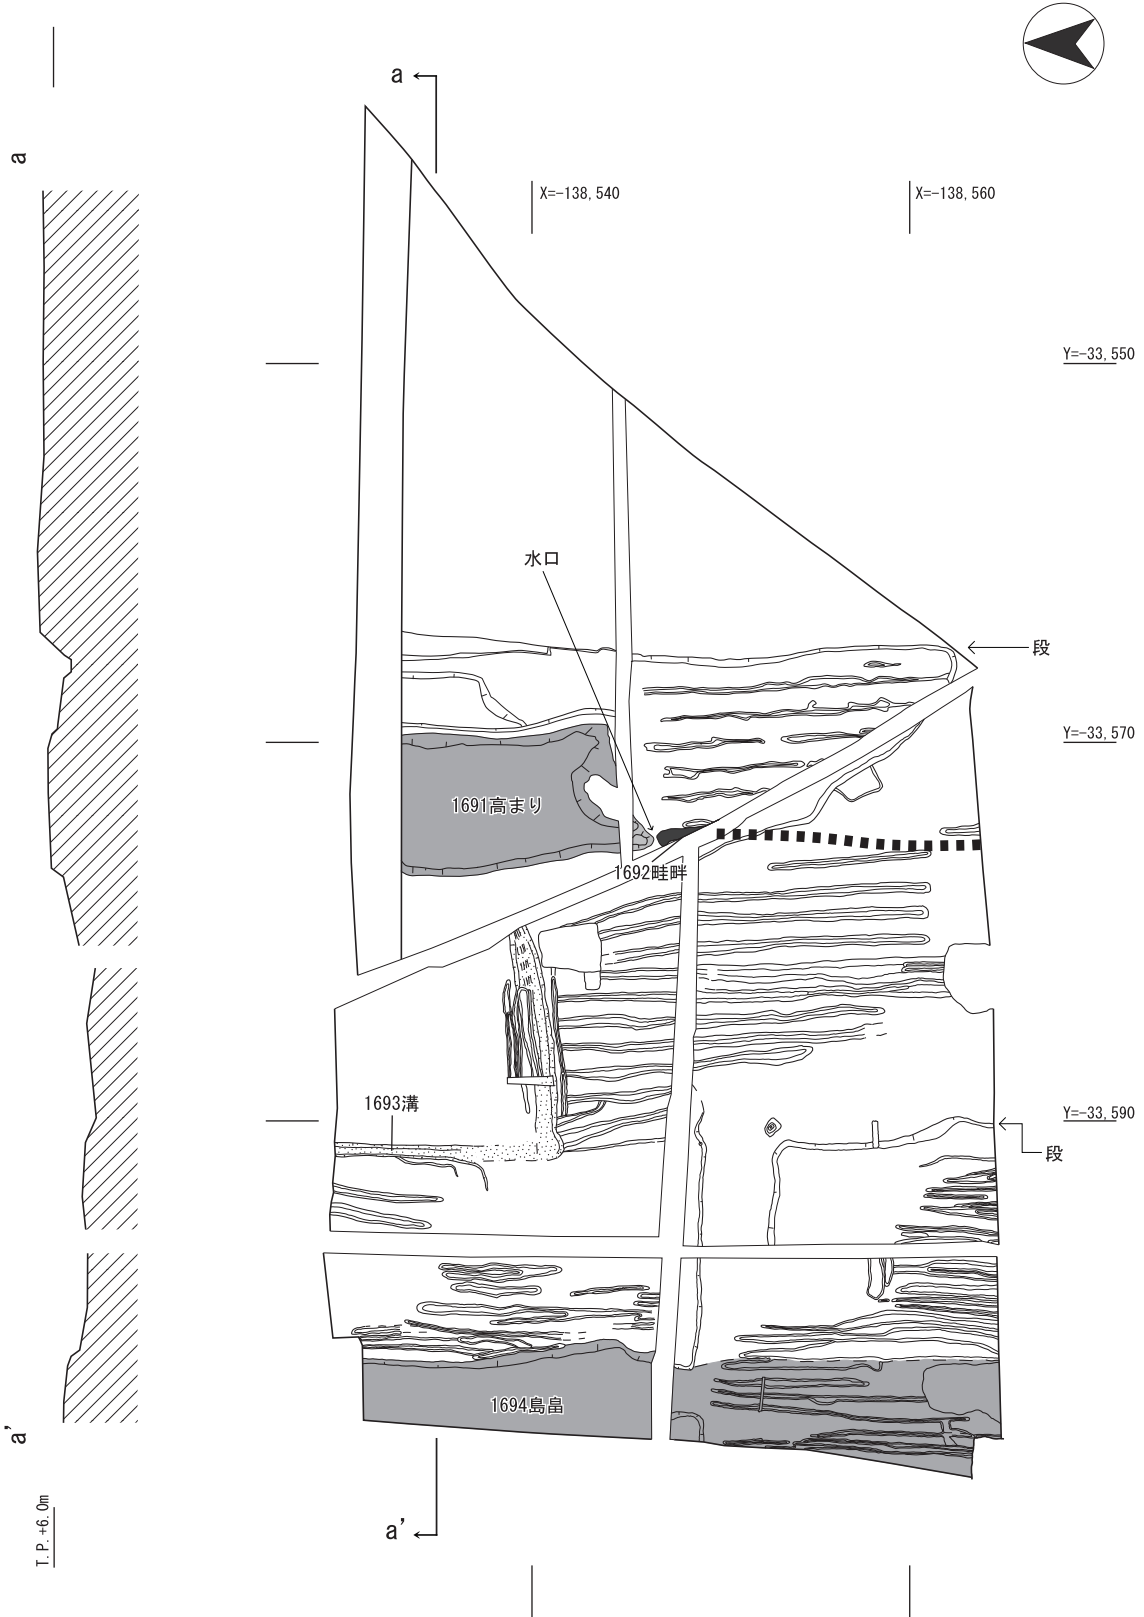 a
a
X=-138,540
X=-138,560
Y=-33,550
水口
段
Y=-33,570
1691高まり
1692畦畔
1693溝
Y=-33,590
段
1694島畠
a'
a'
T.P.+6.0m